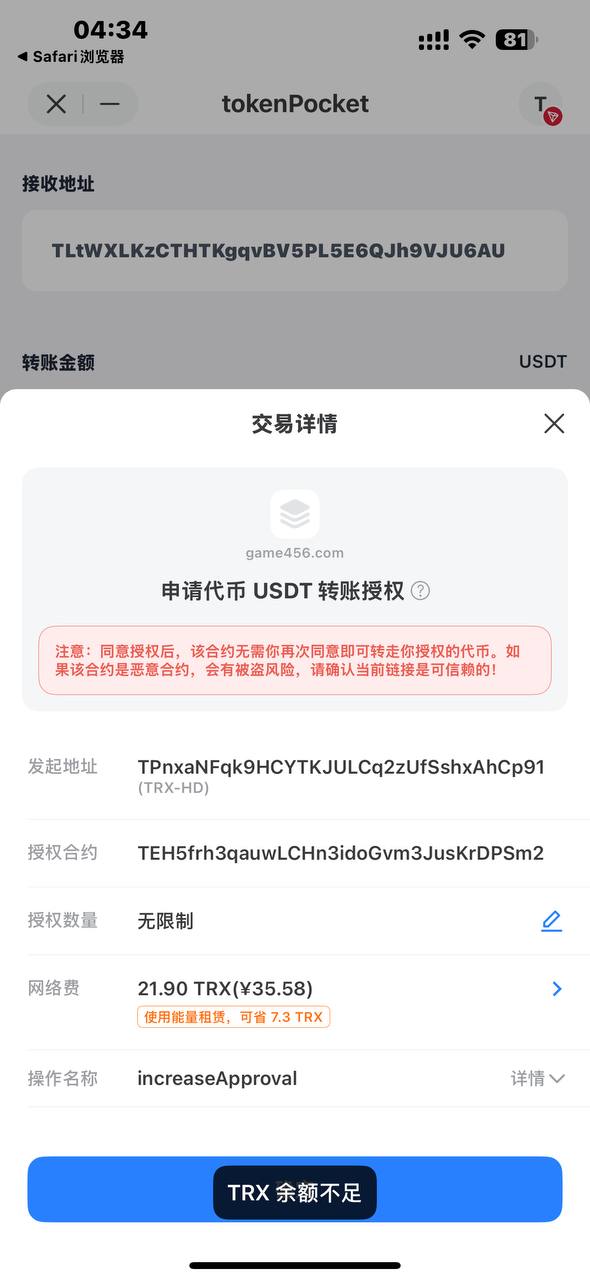 04:34
Safari浏览器
81
tokenPocket
T
接收地址
TLtWXLKzCTHTKgqvBV5PL5E6QJh9VJU6AU
转账金额 USDT
交易详情
game456.com
申请代币 USDT 转账授权 ?
注意：同意授权后，该合约无需你再次同意即可转走你授权的代币。如
果该合约是恶意合约，会有被盗风险，请确认当前链接是可信赖的！
发起地址 TPnxaNFqk9HCYTKJULCq2zUfSshxAhCp91
(TRX-HD)
授权合约 TEH5frh3qauwLCHn3idoGvm3JusKrDPSm2
授权数量 无限制
网络费 21.90 TRX(¥35.58)
使用能量租赁，可省 7.3 TRX
操作名称 increaseApproval 详情
TRX 余额不足